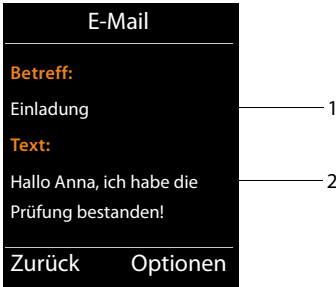 E-Mail
Betreff:
Einladung 1
Text:
Hallo Anna, ich habe die 2
Prüfung bestanden!
Zurück Optionen